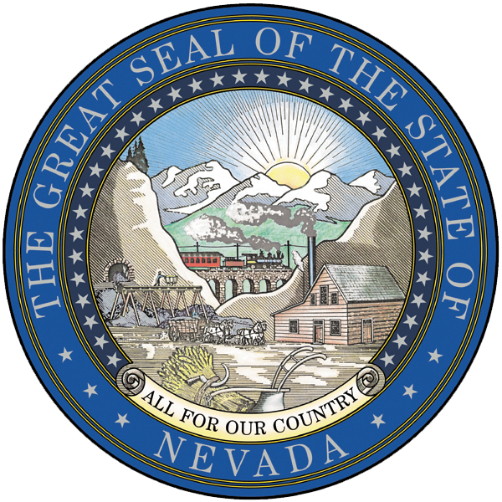 THE GREAT SEAL OF THE STATE OF
NEVADA
ALL FOR OUR COUNTRY